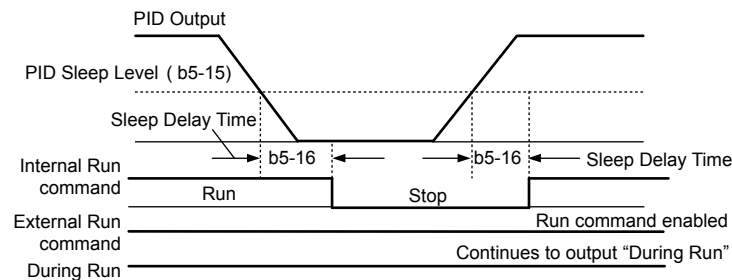 PID Output
PID Sleep Level ( b5-15)
Sleep Delay Time
b5-16
b5-16
Sleep Delay Time
Internal Run
command
Run
Stop
External Run
command
Run command enabled
Continues to output “During Run”
During Run